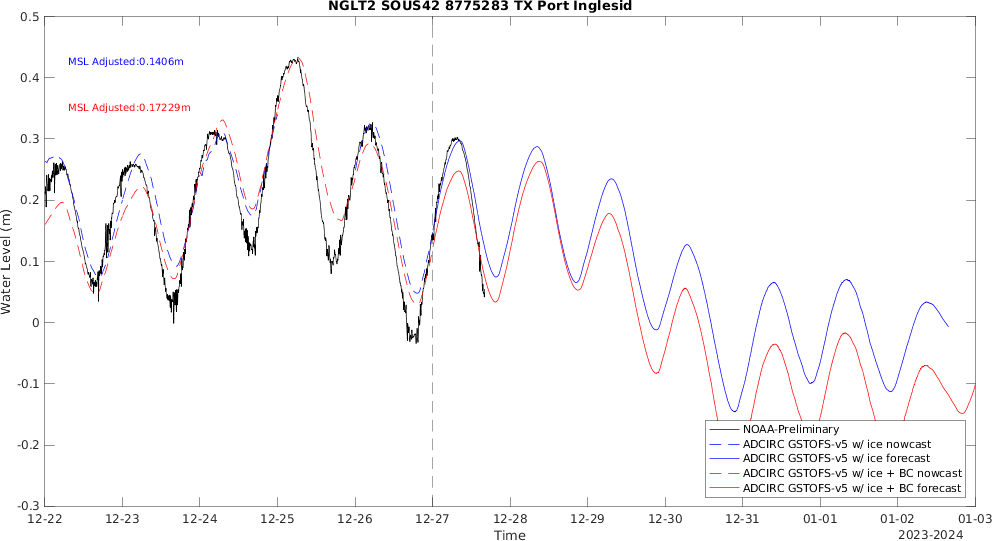 NGLT2 SOUS42 8775283 TX Port Inglesid
MSL Adjusted:0.1406m
MSL Adjusted:0.17229m
Water Level (m)
0.5
0.4
0.3
0.2
0.1
0
-0.1
-0.2
-0.3
NOAA-Preliminary
ADCIRC GSTOFS-v5 w/ ice nowcast
ADCIRC GSTOFS-v5 w/ ice forecast
ADCIRC GSTOFS-v5 w/ ice + BC nowcast
ADCIRC GSTOFS-v5 w/ ice + BC forecast
12-22 12-23 12-24 12-25 12-26 12-27 12-28 12-29 12-30 12-31 01-01 01-02 01-03
Time
2023-2024